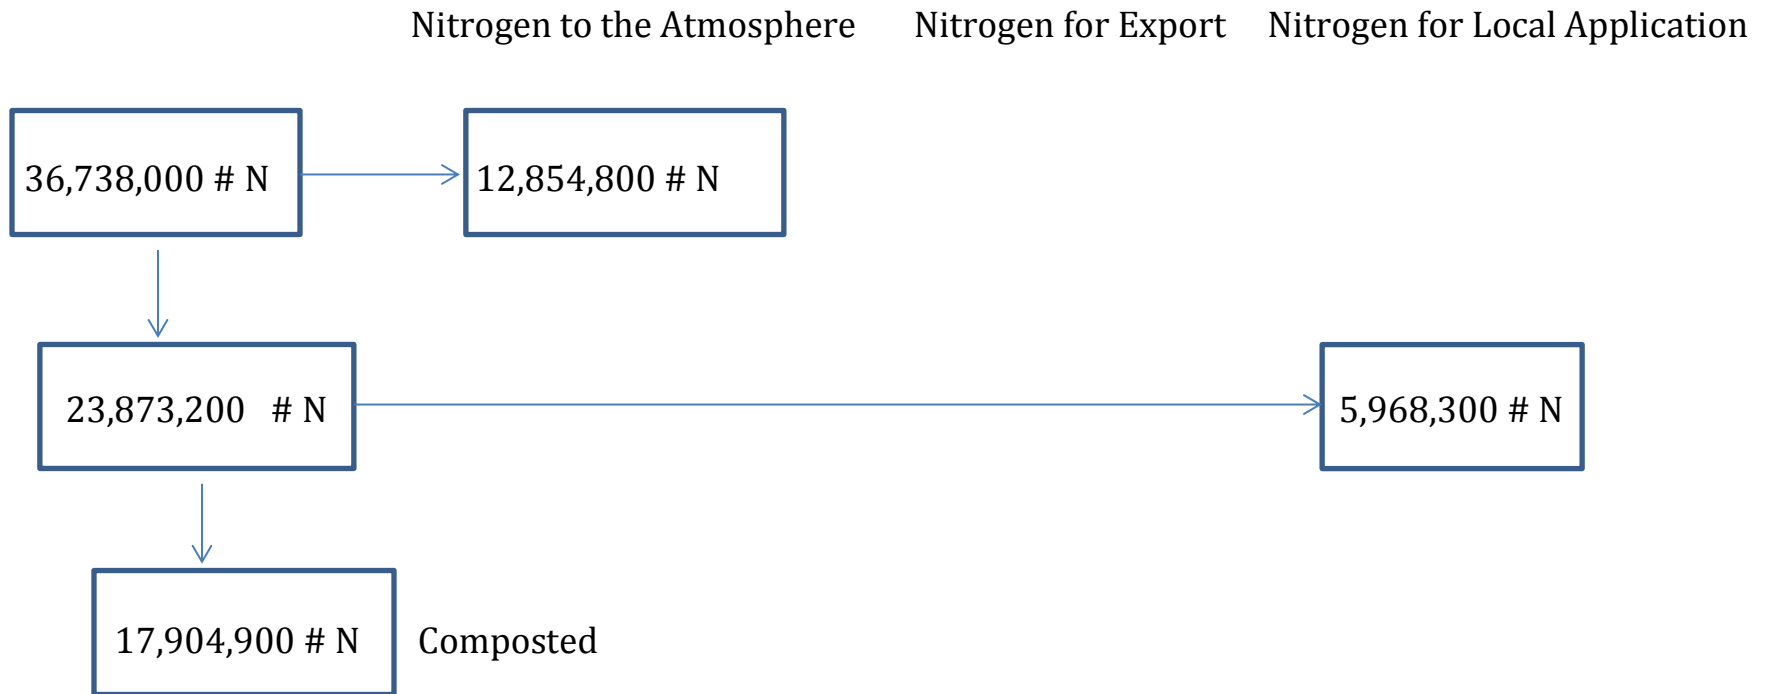 Nitrogen to the Atmosphere Nitrogen for Export Nitrogen for Local Application
36,738,000 # N 12,854,800 # N
23,873,200 # N 5,968,300 # N
17,904,900 # N Composted